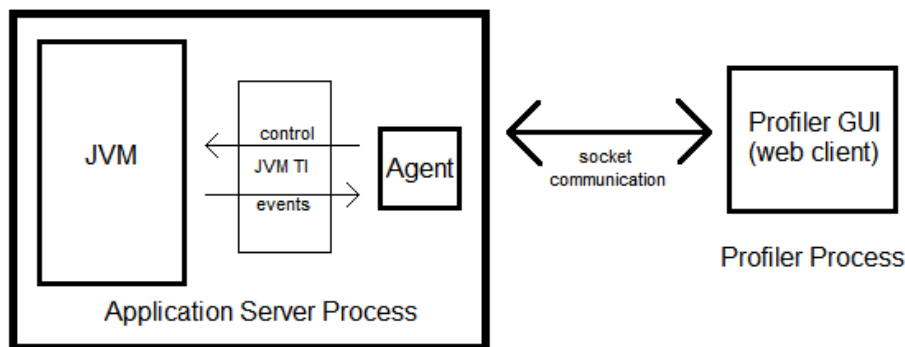 JVM
control
JVM TI
events
Agent
Application Server Process
socket
communication
Profiler GUI
(web client)
Profiler Process